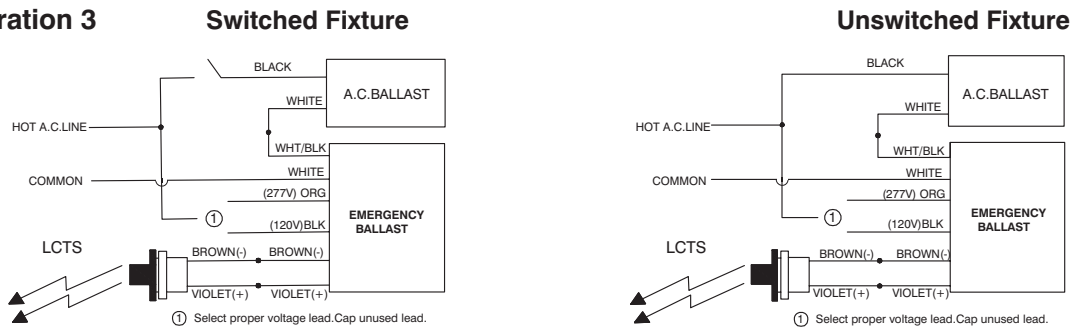 ration 3
Switched Fixture
BLACK
A.C.BALLAST
WHITE
HOT A.C.LINE
WHT/BLK
WHITE
COMMON
(277V) ORG
1
(120V)BLK
EMERGENCY
BALLAST
LCTS
BROWN(-) BROWN(-)
VIOLET(+) VIOLET(+)
1 Select proper voltage lead.Cap unused lead.
Unswitched Fixture
BLACK
A.C.BALLAST
WHITE
HOT A.C.LINE
WHT/BLK
WHITE
COMMON
(277V) ORG
1
(120V)BLK
EMERGENCY
BALLAST
LCTS
BROWN(-) BROWN(-)
VIOLET(+) VIOLET(+)
1 Select proper voltage lead.Cap unused lead.